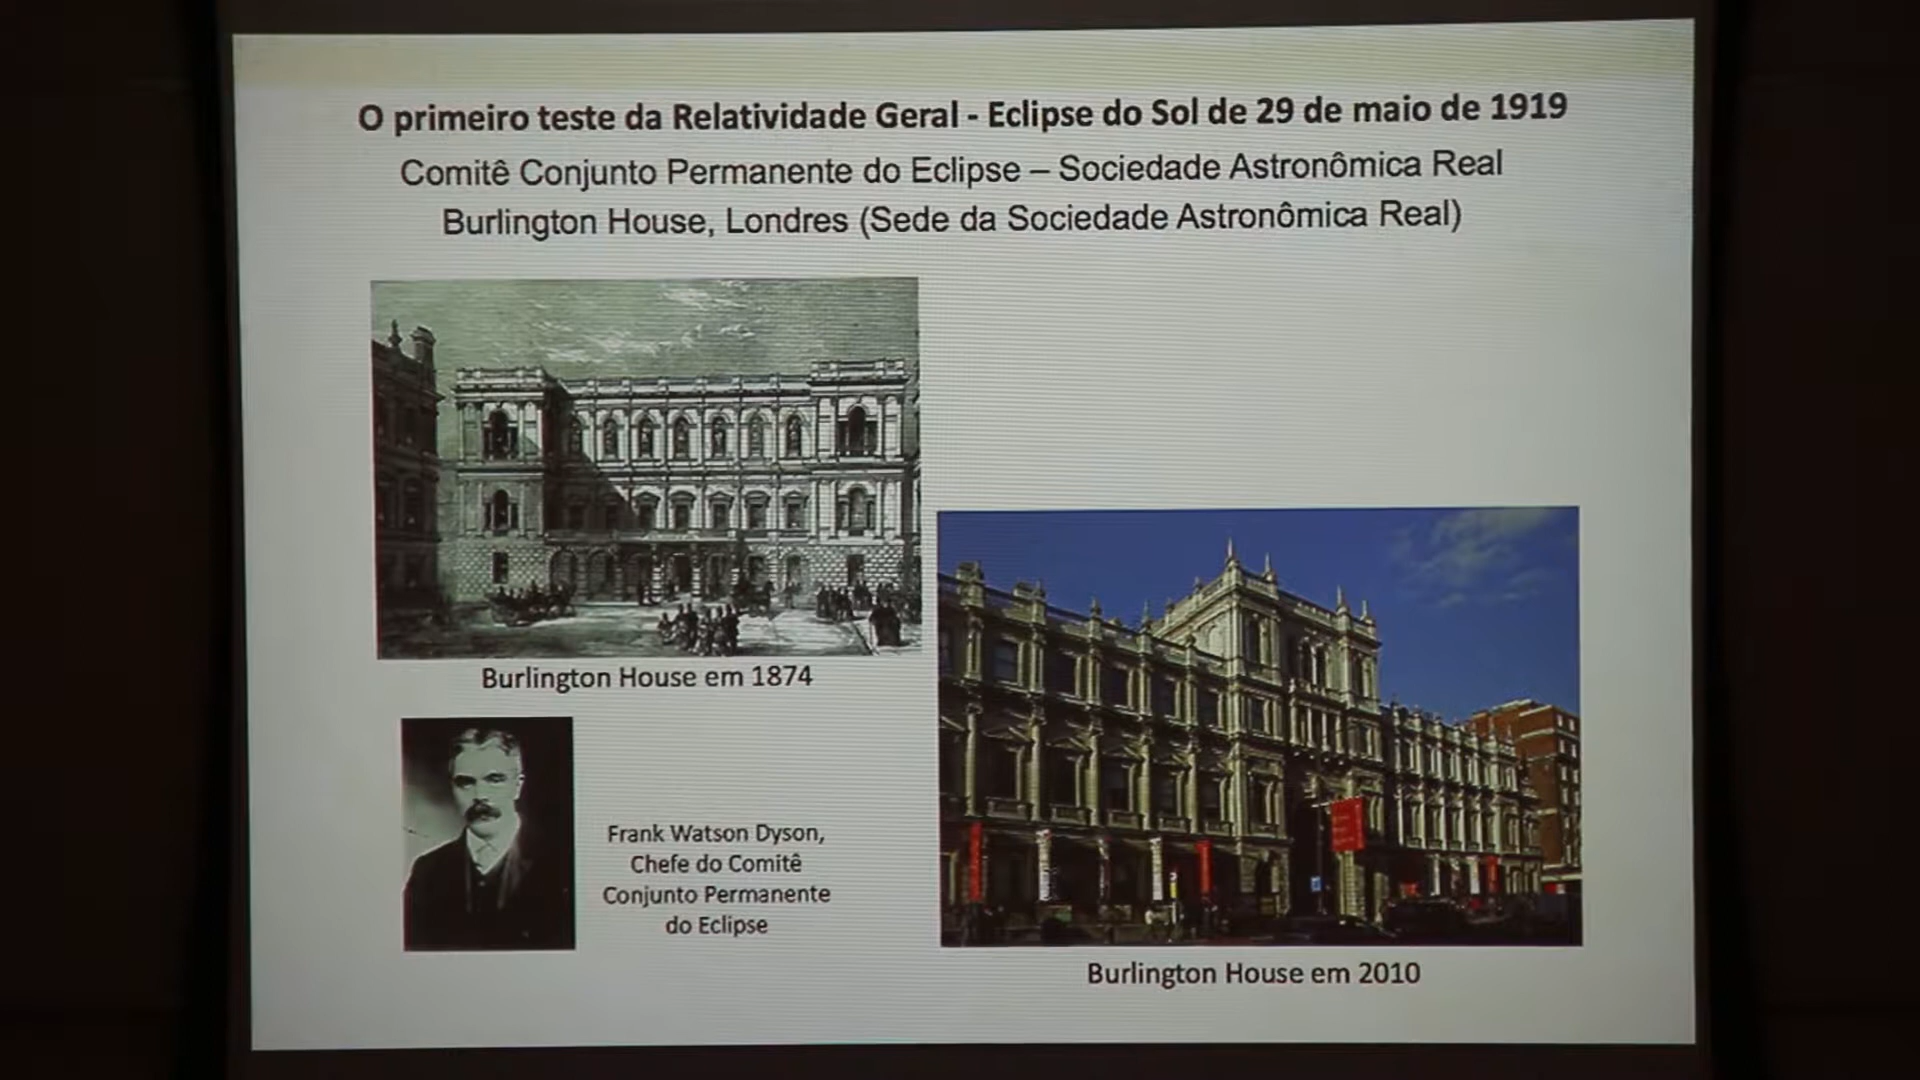 O primeiro teste da Relatividade Geral - Eclipse do Sol de 29 de maio de 1919
Comitê Conjunto Permanente do Eclipse – Sociedade Astronômica Real
Burlington House, Londres (Sede da Sociedade Astronômica Real)
Burlington House em 1874
Frank Watson Dyson,
Chefe do Comitê
Conjunto Permanente
do Eclipse
Burlington House em 2010